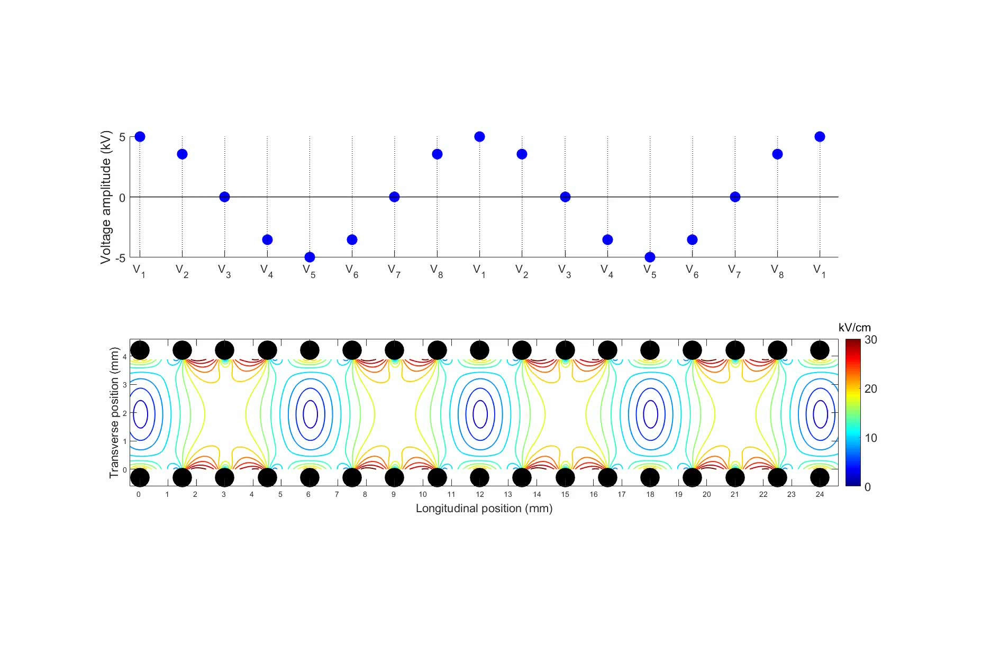 Voltage amplitude (kV)
5
0
-5
V1 V2 V3 V4 V5 V6 V7 V8 V1 V2 V3 V4 V5 V6 V7 V8 V1
kV/cm
Transverse position (mm)
4
3
2
1
0
30
20
10
0
0 1 2 3 4 5 6 7 8 9 10 11 12 13 14 15 16 17 18 19 20 21 22 23 24
Longitudinal position (mm)